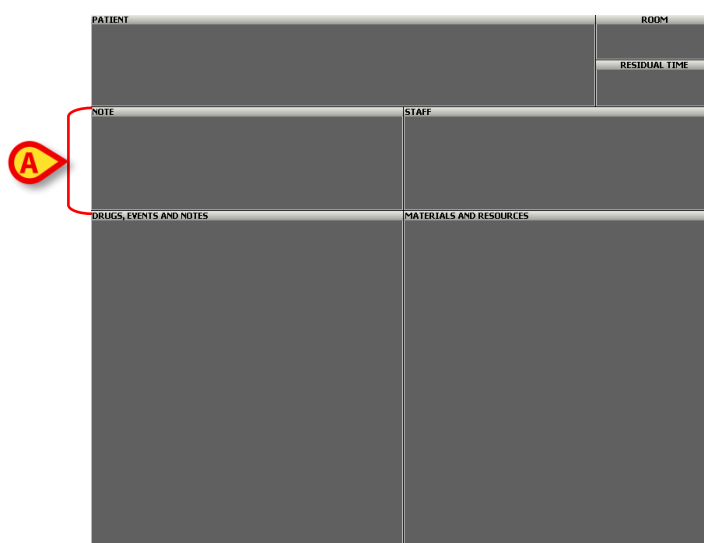 PATIENT
ROOM
RESIDUAL TIME
NOTE
STAFF
A
DRUGS, EVENTS AND NOTES
MATERIALS AND RESOURCES